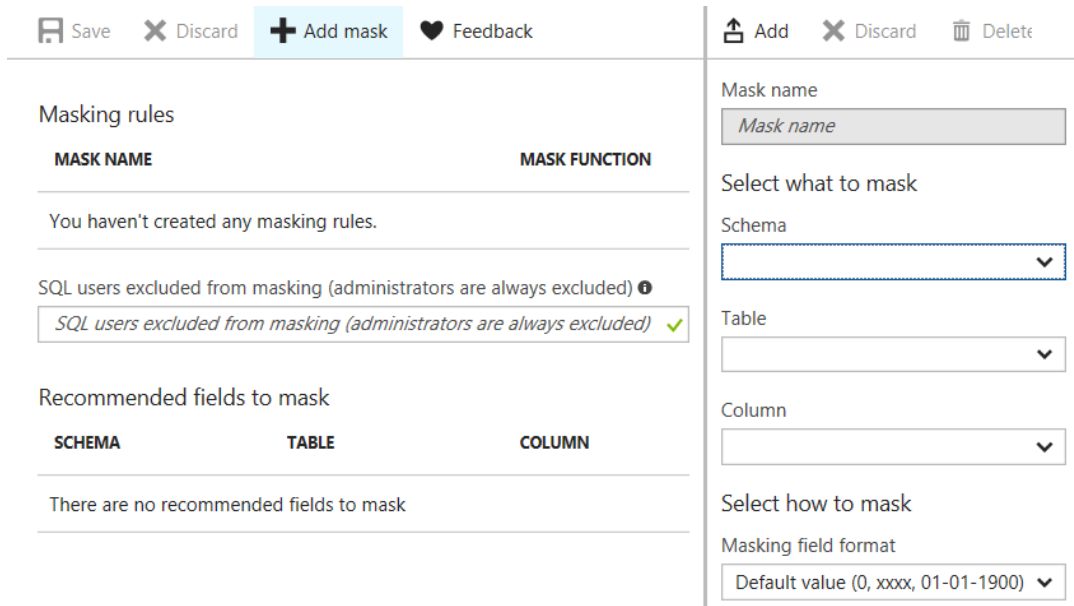 Save Discard Add mask Feedback
Masking rules
MASK NAME MASK FUNCTION
You haven't created any masking rules.
SQL users excluded from masking (administrators are always excluded)
SQL users excluded from masking (administrators are always excluded)
Recommended fields to mask
SCHEMA TABLE COLUMN
There are no recommended fields to mask
Add Discard Delete
Mask name
Mask name
Select what to mask
Schema
Table
Column
Select how to mask
Masking field format
Default value (0, xxxx, 01-01-1900)